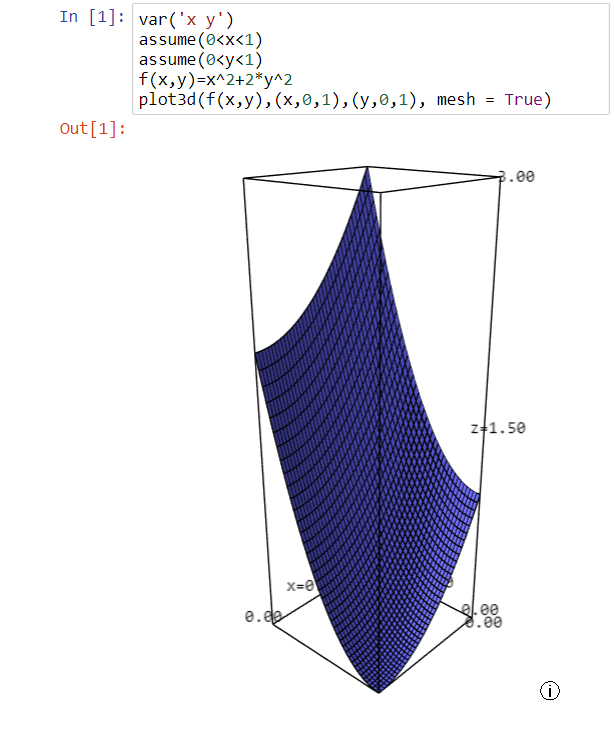 In [1]: var('x y')
assume(0<x<1)
assume(0<y<1)
f(x,y)=x^2+2*y^2
plot3d(f(x,y),(x,0,1),(y,0,1), mesh = True)
Out[1]:
3.00
z=1.50
x=0
0.00
0.00
0.00
i